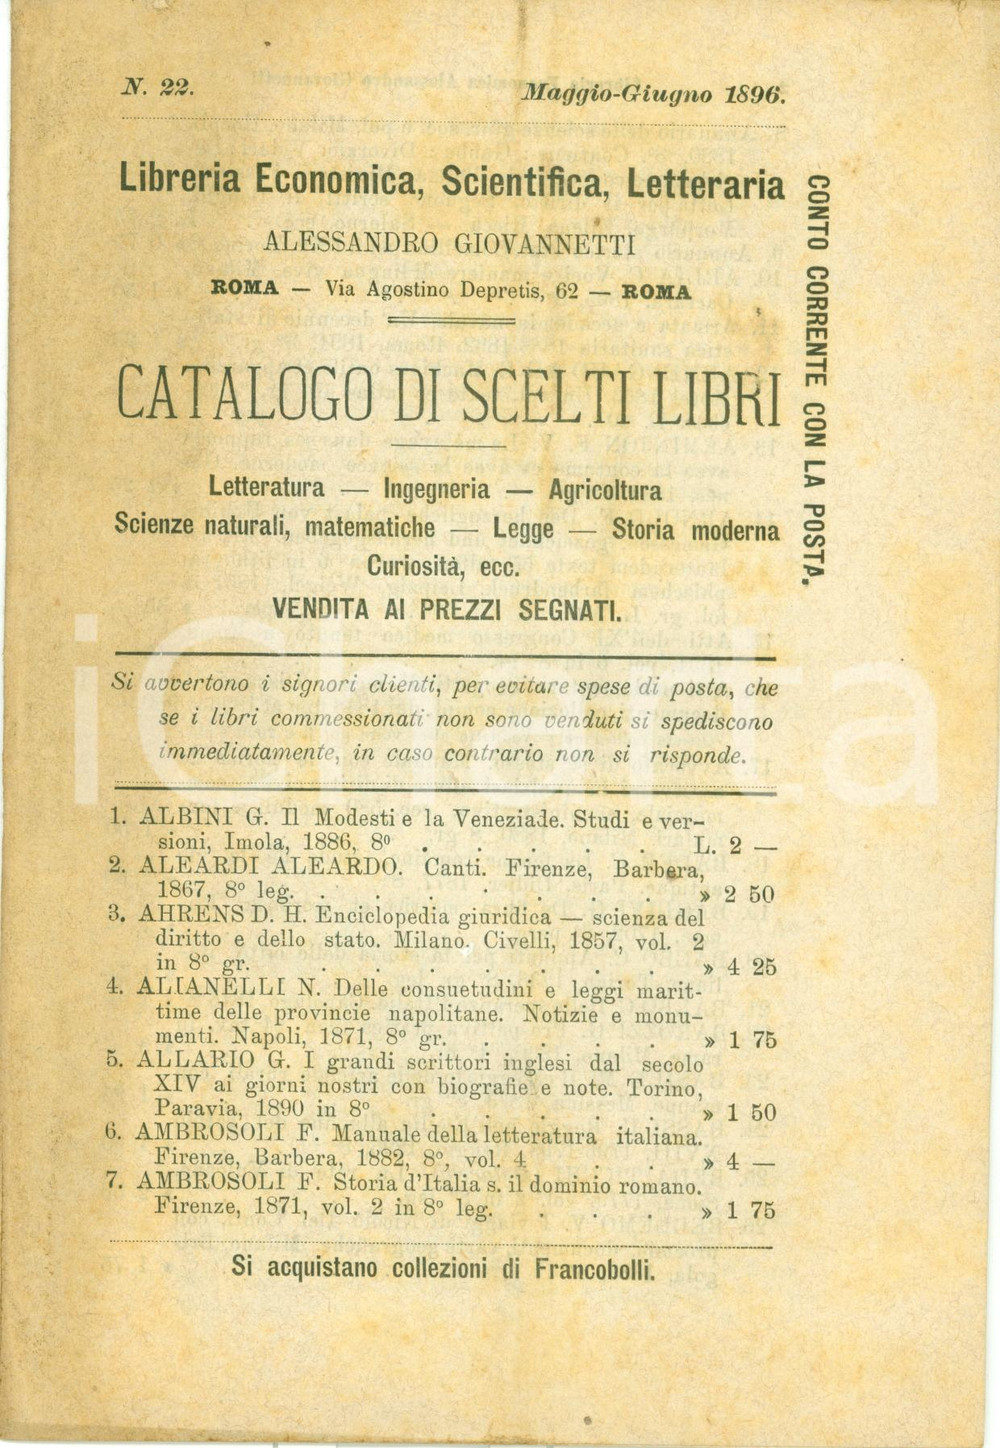 N. 22.
Maggio-Giugno 1896.
Libreria Economica, Scientifica, Letteraria
ALESSANDRO GIOVANNETTI
ROMA — Via Agostino Depretis, 62 — ROMA
CATALOGO DI SCELTI LIBRI
Letteratura — Ingegneria — Agricoltura
Scienze naturali, matematiche — Legge — Storia moderna
Curiosità, ecc.
VENDITA AI PREZZI SEGNATI.
CONTO CORRENTE CON LA POSTA.
Si avvertono i signori clienti, per evitare spese di posta, che
se i libri commessionati non sono venduti si spediscono
immediatamente, in caso contrario non si risponde.
1. ALBINI G. Il Modesti e la Veneziade. Studi e ver-
sioni, Imola, 1886, 8º . . . . . L. 2 —
2. ALEARDI ALEARDO. Canti. Firenze, Barbera,
1867, 8º leg. . . . . . . . » 2 50
3. AHRENS D. H. Enciclopedia giuridica — scienza del
diritto e dello stato. Milano. Civelli, 1857, vol. 2
in 8º gr. . . . . . . . » 4 25
4. ALIANELLI N. Delle consuetudini e leggi marit-
time delle provincie napolitane. Notizie e monu-
menti. Napoli, 1871, 8º gr. . . . . » 1 75
5. ALLARIO G. I grandi scrittori inglesi dal secolo
XIV ai giorni nostri con biografie e note. Torino,
Paravia, 1890 in 8º . . . . . » 1 50
6. AMBROSOLI F. Manuale della letteratura italiana.
Firenze, Barbera, 1882, 8º, vol. 4 . . » 4 —
7. AMBROSOLI F. Storia d'Italia s. il dominio romano.
Firenze, 1871, vol. 2 in 8º leg. . . . » 1 75
Si acquistano collezioni di Francobolli.